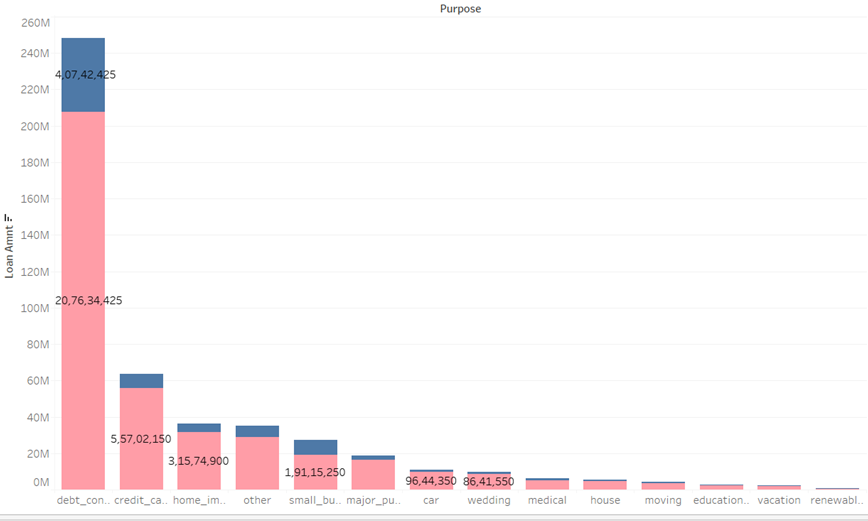 Purpose
260M
240M
220M
200M
180M
160M
140M
120M
100M
80M
60M
40M
20M
0M
Loan Amnt
4,07,42,425
20,76,34,425
5,57,02,150
3,15,74,900
1,91,15,250
96,44,350
86,41,550
debt_con.. credit_ca.. home_im.. other small_bu.. major_pu.. car wedding medical house moving education.. vacation renewabl..